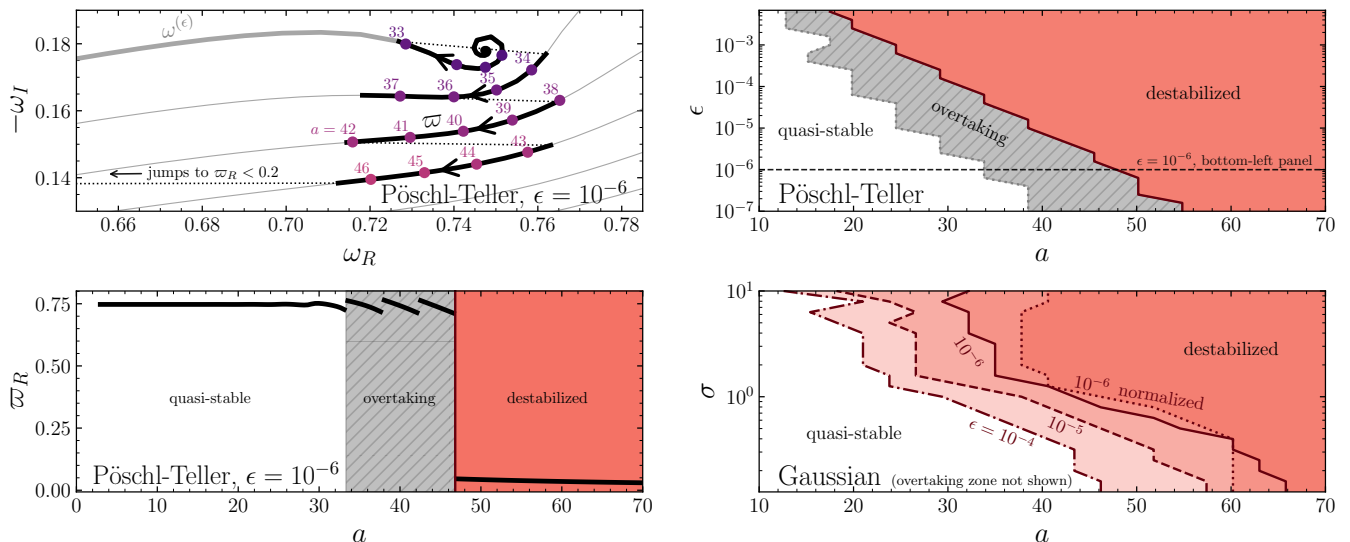 0.18
0.16
0.14
−ω_I
ω^(ϵ)
33
34
35
36
37
38
39
40
41
a = 42
43
44
45
46
ϖ
← jumps to ϖ_R < 0.2
Pöschl-Teller, ϵ = 10^−6
0.66 0.68 0.70 0.72 0.74 0.76 0.78
ω_R
10^−3
10^−4
10^−5
10^−6
10^−7
ϵ
destabilized
overtaking
quasi-stable
ϵ = 10^−6, bottom-left panel
Pöschl-Teller
10 20 30 40 50 60 70
a
0.75
0.50
0.25
0.00
ϖ_R
quasi-stable
overtaking
destabilized
Pöschl-Teller, ϵ = 10^−6
0 10 20 30 40 50 60 70
a
10^1
10^0
σ
destabilized
10^−6
10^−6 normalized
10^−5
ϵ = 10^−4
quasi-stable
Gaussian (overtaking zone not shown)
10 20 30 40 50 60 70
a